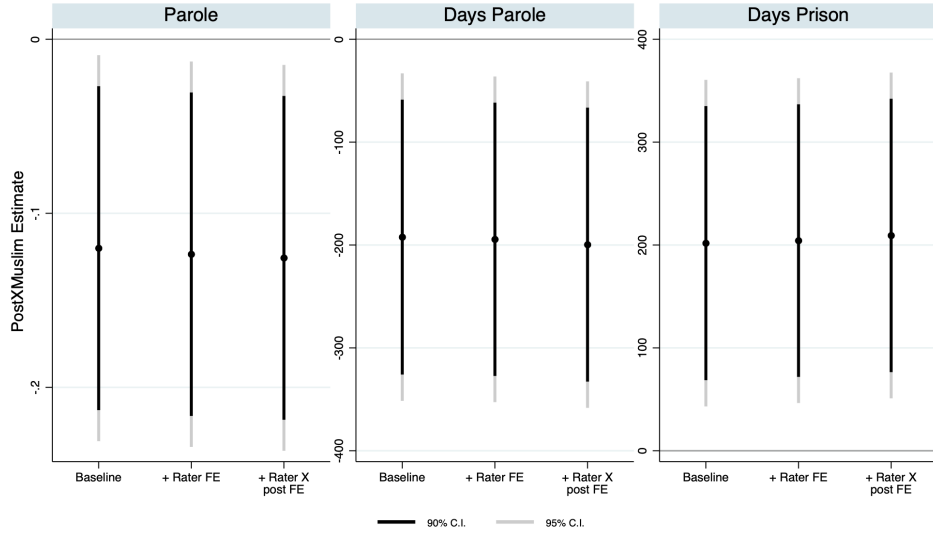 Parole
Days Parole
Days Prison
PostXMuslim Estimate
0
-.1
-.2
0
-100
-200
-300
-400
400
300
200
100
0
Baseline
+ Rater FE
+ Rater X
post FE
Baseline
+ Rater FE
+ Rater X
post FE
Baseline
+ Rater FE
+ Rater X
post FE
90% C.I.
95% C.I.